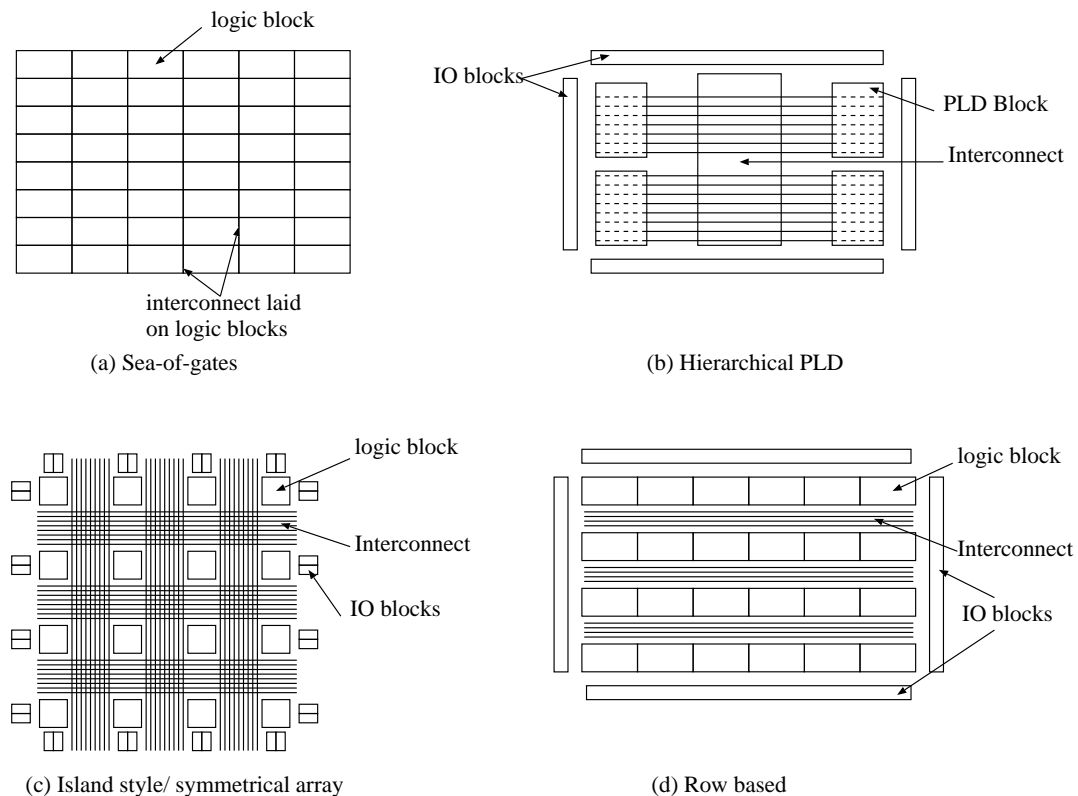 logic block
interconnect laid
on logic blocks
(a) Sea-of-gates
IO blocks
PLD Block
Interconnect
(b) Hierarchical PLD
logic block
Interconnect
IO blocks
(c) Island style/ symmetrical array
logic block
Interconnect
IO blocks
(d) Row based